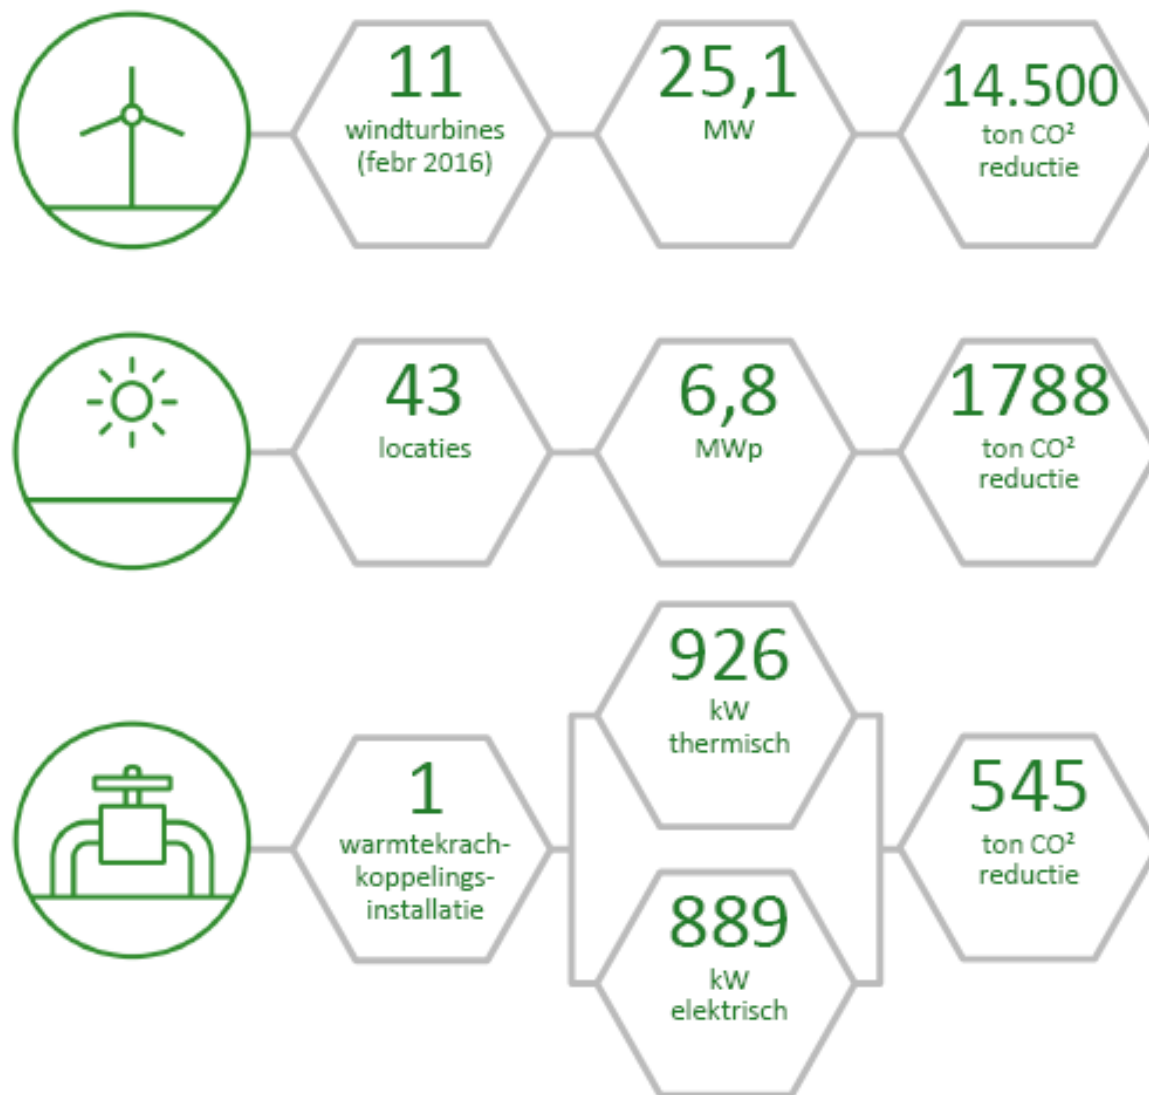 11
windturbines
(febr 2016)
25,1
MW
14.500
ton CO²
reductie
43
locaties
6,8
MWp
1788
ton CO²
reductie
1
warmtekrach-
koppelings-
installatie
926
kW
thermisch
889
kW
elektrisch
545
ton CO²
reductie